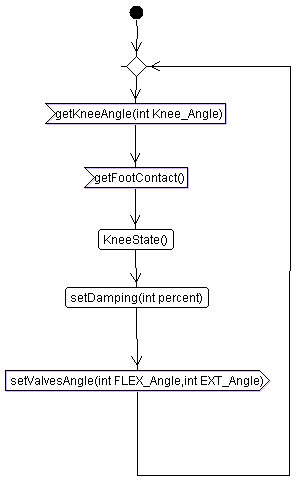 getKneeAngle(int Knee_Angle)
getFootContact()
KneeState()
setDamping(int percent)
setValvesAngle(int FLEX_Angle,int EXT_Angle)